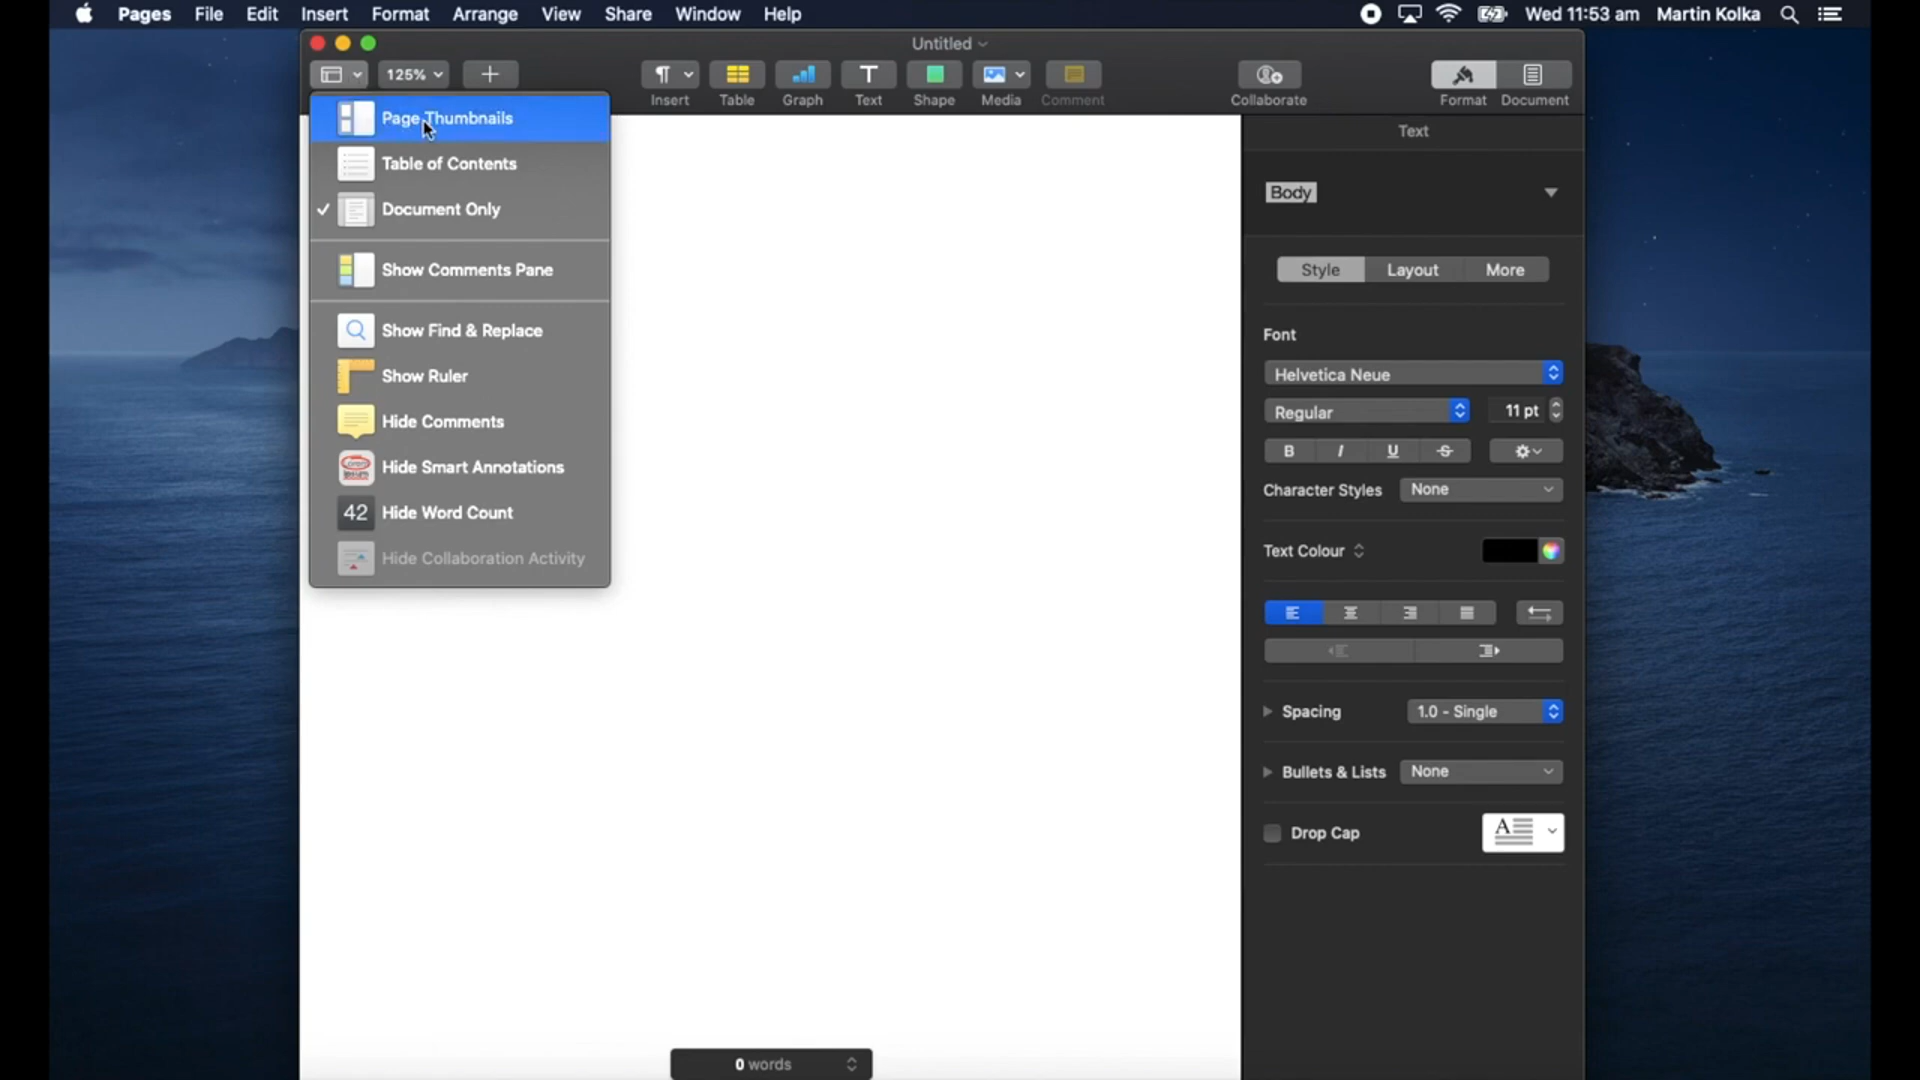 Pages File Edit Insert Format Arrange View Share Window Help Wed 11:53 am Martin Kolka
Untitled
125%
Insert Table Graph Text Shape Media Comment Collaborate Format Document
Page Thumbnails
Table of Contents
Document Only
Show Comments Pane
Show Find & Replace
Show Ruler
Hide Comments
Hide Smart Annotations
42 Hide Word Count
Hide Collaboration Activity
Text
Body
Style Layout More
Font
Helvetica Neue
Regular 11 pt
B I U S
Character Styles None
Text Colour
Spacing 1.0 - Single
Bullets & Lists None
Drop Cap A
0 words